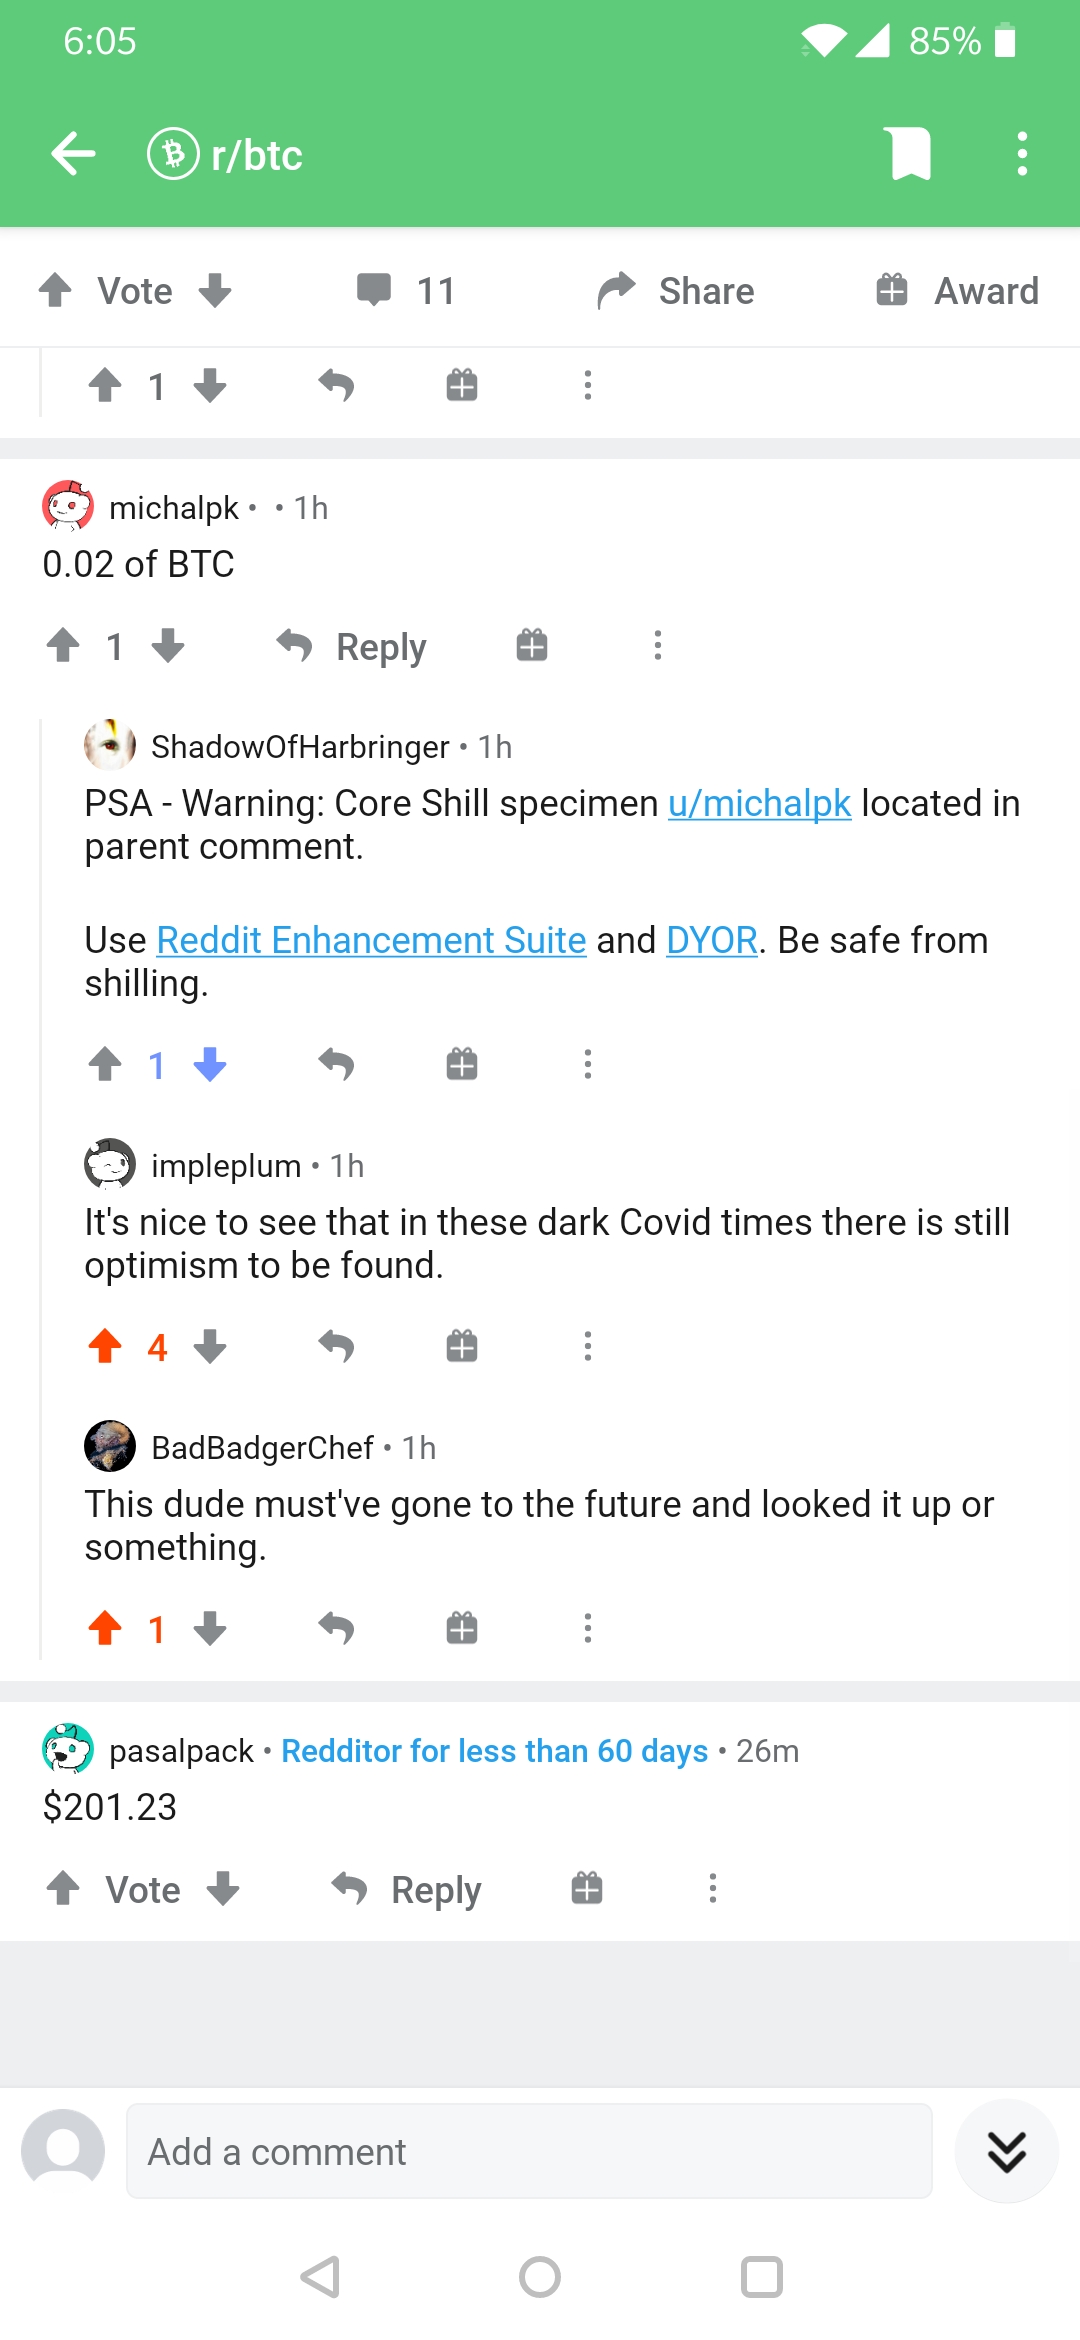 6:05 85%
r/btc
Vote 11 Share Award
1
michalpk • • 1h
0.02 of BTC
1 Reply
ShadowOfHarbringer • 1h
PSA - Warning: Core Shill specimen u/michalpk located in
parent comment.
Use Reddit Enhancement Suite and DYOR. Be safe from
shilling.
1
impleplum • 1h
It's nice to see that in these dark Covid times there is still
optimism to be found.
4
BadBadgerChef • 1h
This dude must've gone to the future and looked it up or
something.
1
pasalpack • Redditor for less than 60 days • 26m
$201.23
Vote Reply
Add a comment